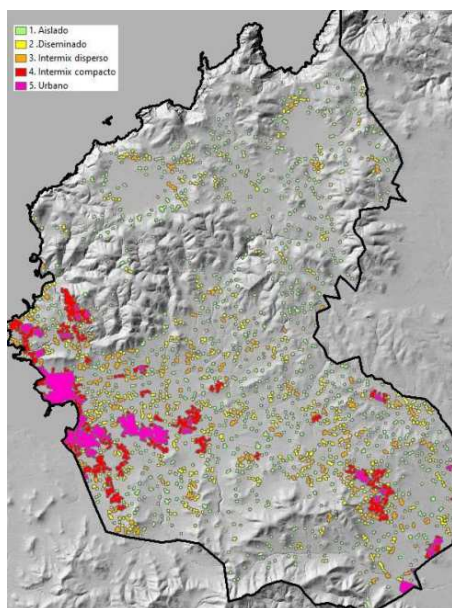 1. Aislado
2 .Diseminado
3. Intermix disperso
4. Intermix compacto
5. Urbano